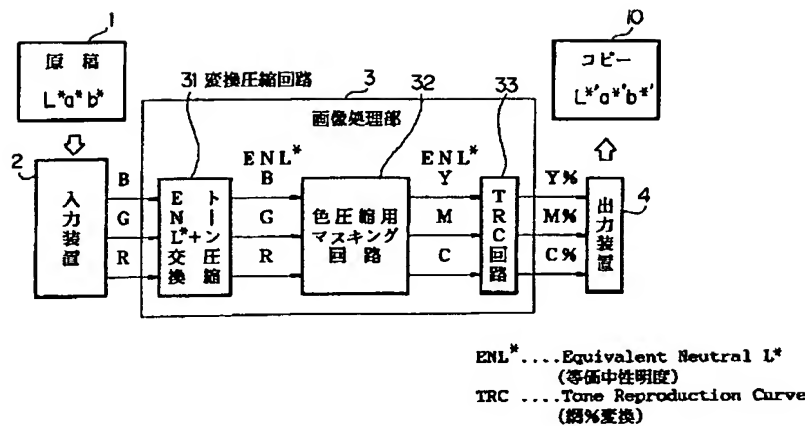 1
原稿
L*a*b*
10
コピー
L*'a*'b*'
31 変換圧縮回路
3
32
33
画像処理部
2
入力装置
B
G
R
ENL*+トーン圧縮
交換
ENL*
B
G
R
色圧縮用
マスキング
回路
ENL*
Y
M
C
TRC回路
Y%
M%
C%
出力装置
4
ENL*....Equivalent Neutral L*
(等価中性明度)
TRC ....Tone Reproduction Curve
(網%変換)